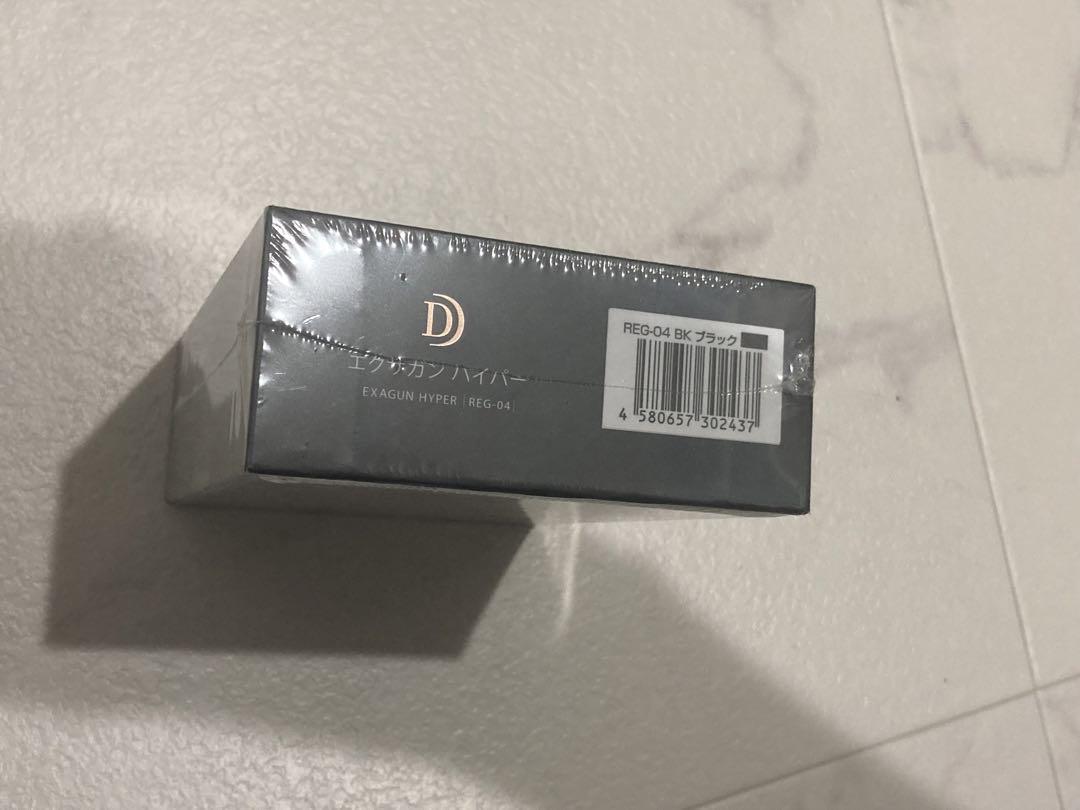 D
エクサガン ハイパー
EXAGUN HYPER [REG-04]
REG-04 BK ブラック
4 580657 302437